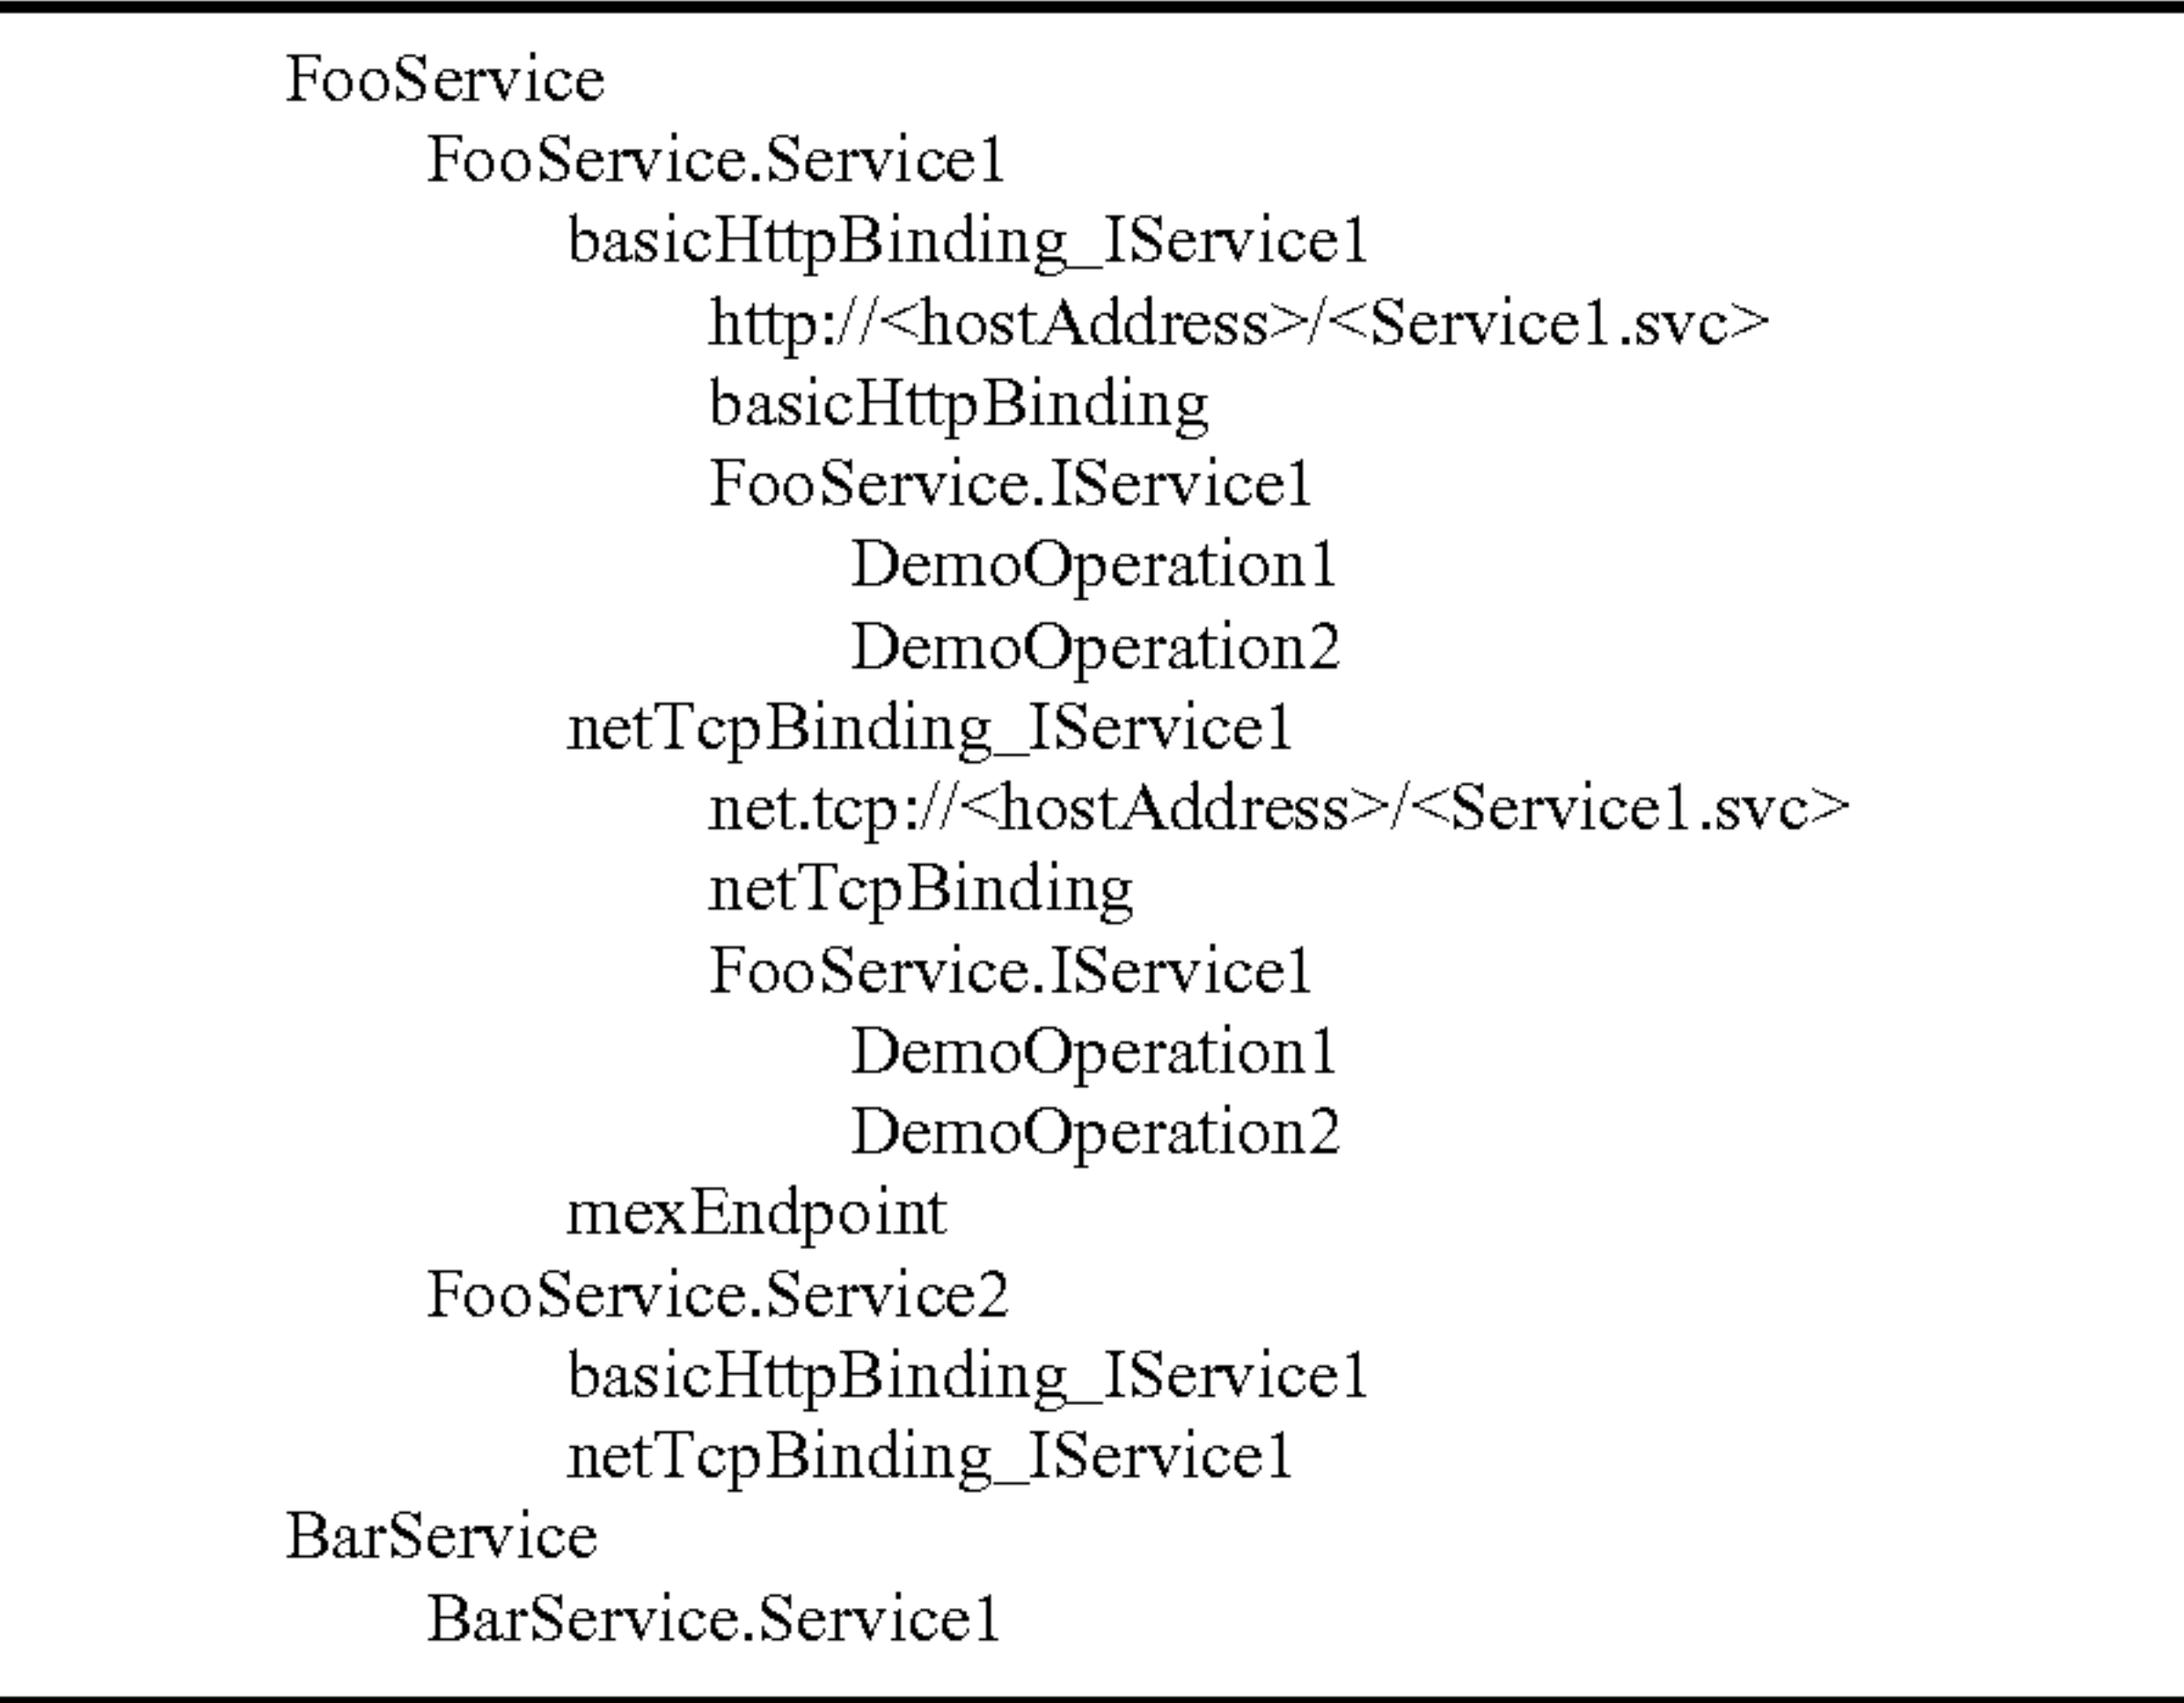 FooService
FooService.Service1
basicHttpBinding_IService1
http://<hostAddress>/<Service1.svc>
basicHttpBinding
FooService.IService1
DemoOperation1
DemoOperation2
netTcpBinding_IService1
net.tcp://<hostAddress>/<Service1.svc>
netTcpBinding
FooService.IService1
DemoOperation1
DemoOperation2
mexEndpoint
FooService.Service2
basicHttpBinding_IService1
netTcpBinding_IService1
BarService
BarService.Service1